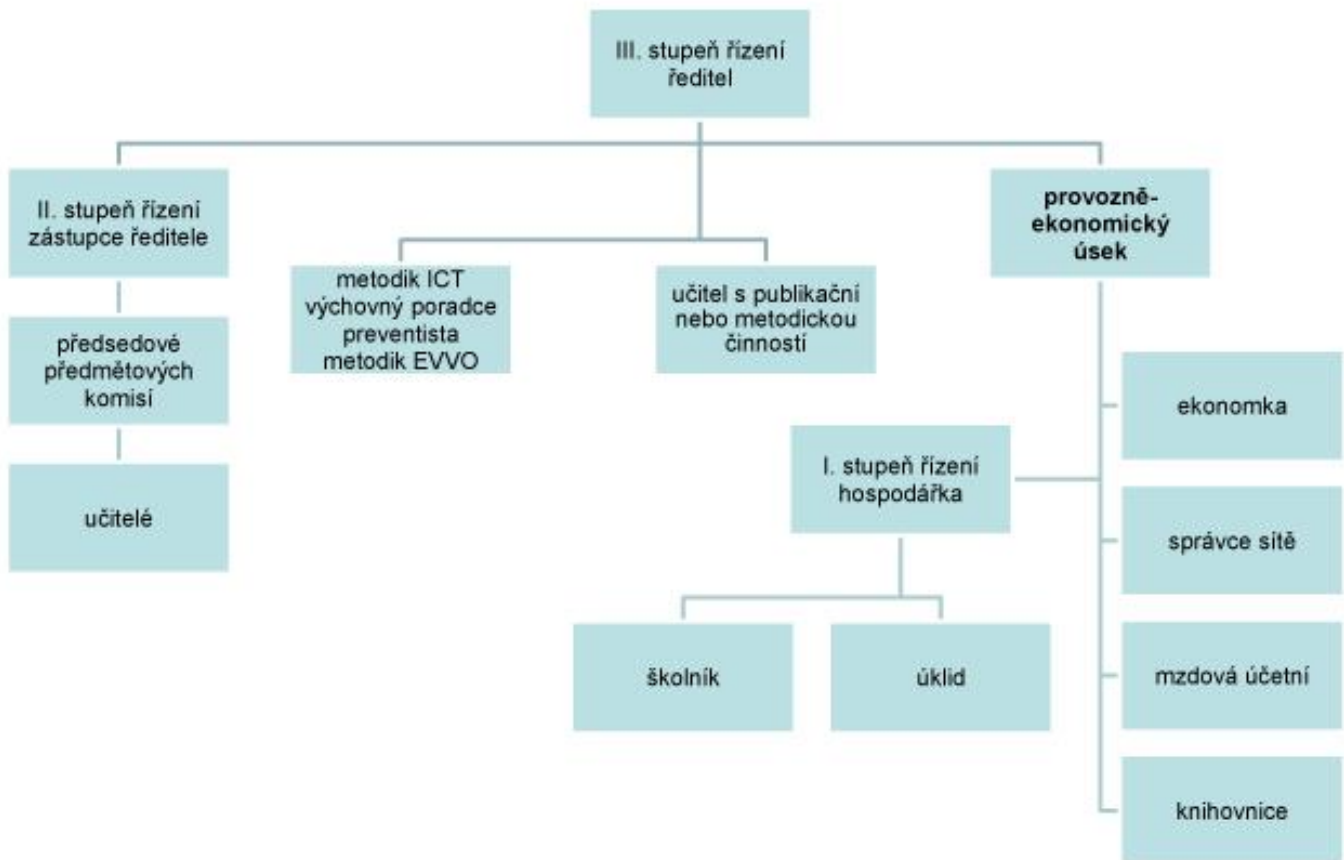 III. stupeň řízení
ředitel
II. stupeň řízení
zástupce ředitele
provozně-
ekonomický
úsek
metodik ICT
výchovný poradce
preventista
metodik EVVO
učitel s publikační
nebo metodickou
činností
předsedové
předmětových
komisí
učitelé
I. stupeň řízení
hospodářka
školník
úklid
ekonomka
správce sítě
mzdová účetní
knihovnice